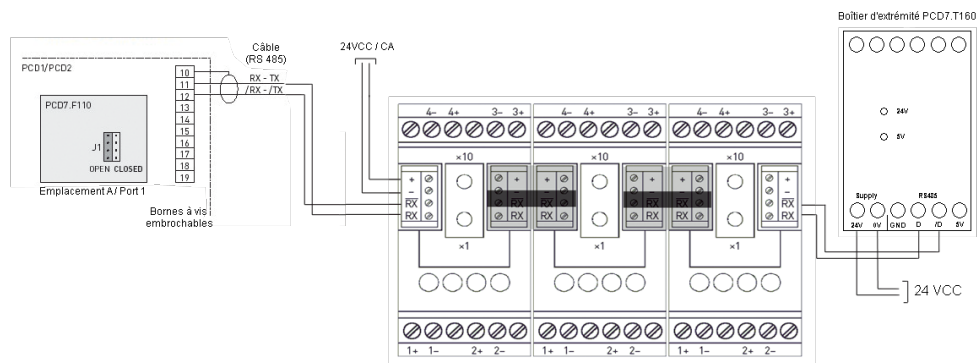 Boîtier d'extrémité PCD7.T160
Câble
(RS 485)
24VCC / CA
PCD1/PCD2
10
11
12
13
14
15
16
17
18
19
RX - TX
/RX - /TX
PCD7.F110
J1
OPEN CLOSED
Emplacement A / Port 1
Bornes à vis
embrochables
4- 4+ 3- 3+
4- 4+ 3- 3+
4- 4+ 3- 3+
×10
×10
×10
+
+
+
+
+
+
-
-
-
-
-
-
RX
RX
RX
RX
RX
RX
RX
RX
RX
RX
RX
RX
×1
×1
×1
1+ 1- 2+ 2-
1+ 1- 2+ 2-
1+ 1- 2+ 2-
24V
5V
Supply RS485
24V 0V GND D /D 5V
24 VCC